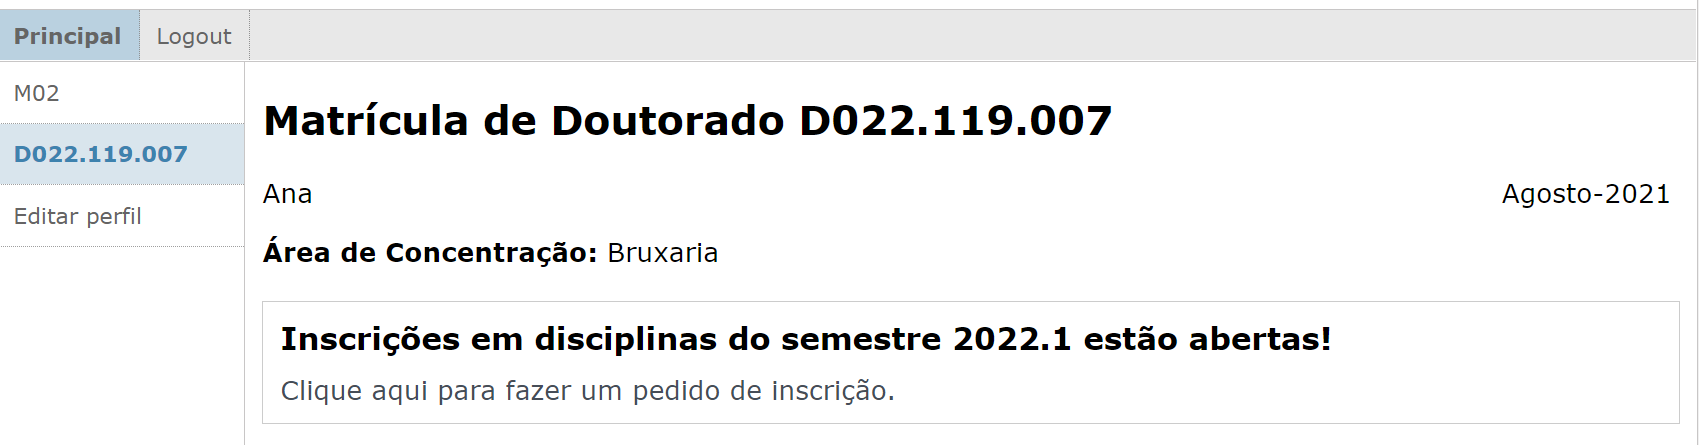 Principal Logout
M02
D022.119.007
Editar perfil
Matrícula de Doutorado D022.119.007
Ana Agosto-2021
Área de Concentração: Bruxaria
Inscrições em disciplinas do semestre 2022.1 estão abertas!
Clique aqui para fazer um pedido de inscrição.